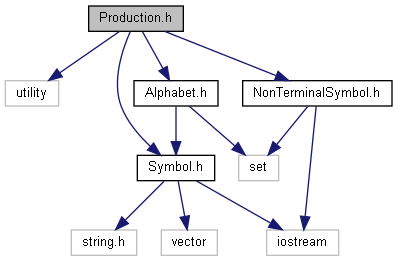 Production.h
utility
Alphabet.h
NonTerminalSymbol.h
Symbol.h
set
string.h
vector
iostream